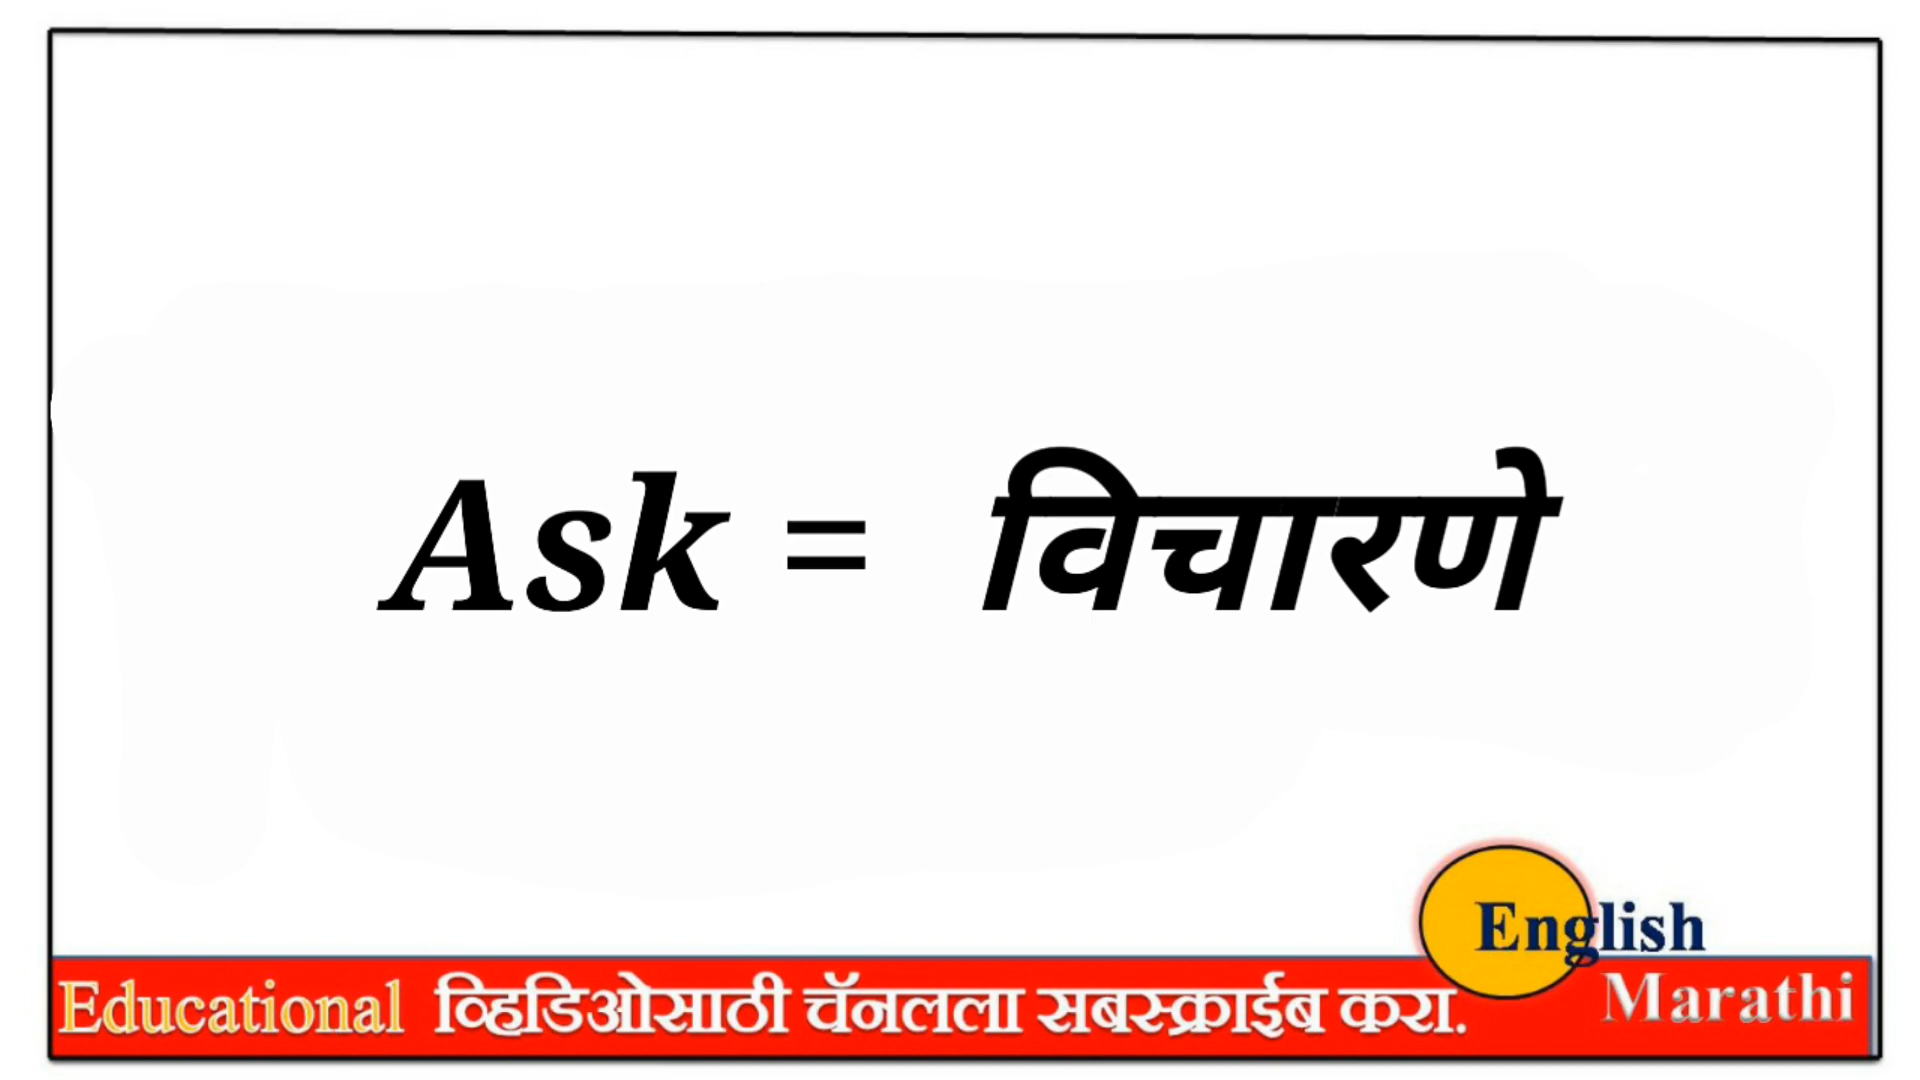 Ask = विचारणे
English
Educational व्हिडिओसाठी चॅनलला सबस्क्राईब करा. Marathi